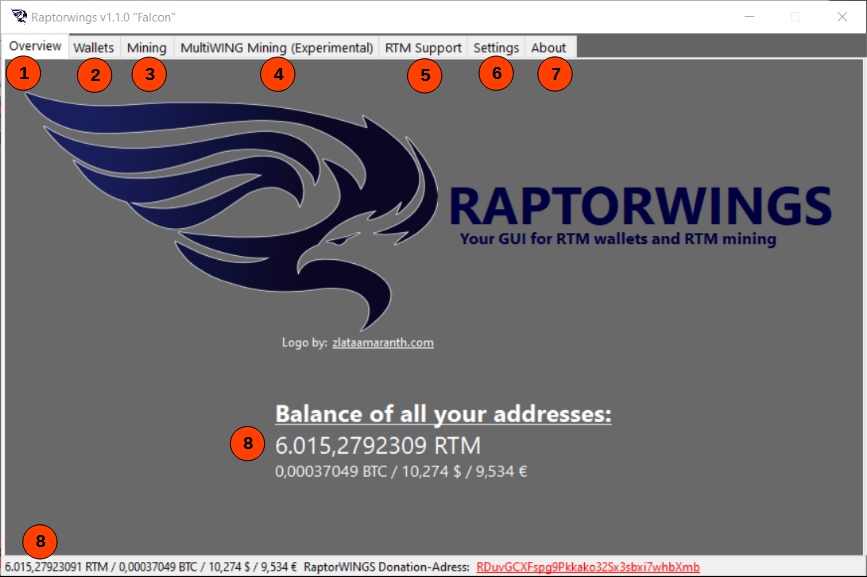 Raptorwings v1.1.0 "Falcon"
Overview Wallets Mining MultiWING Mining (Experimental) RTM Support Settings About
1 2 3 4 5 6 7
RAPTORWINGS
Your GUI for RTM wallets and RTM mining
Logo by: zlataamaranth.com
Balance of all your addresses:
8 6.015,2792309 RTM
0,00037049 BTC / 10,274 $ / 9,534 €
8
6.015,27923091 RTM / 0,00037049 BTC / 10,274 $ / 9,534 € RaptorWINGS Donation-Adress: RDuvGCXFspg9Pkkako32Sx3sbxi7whbXmb